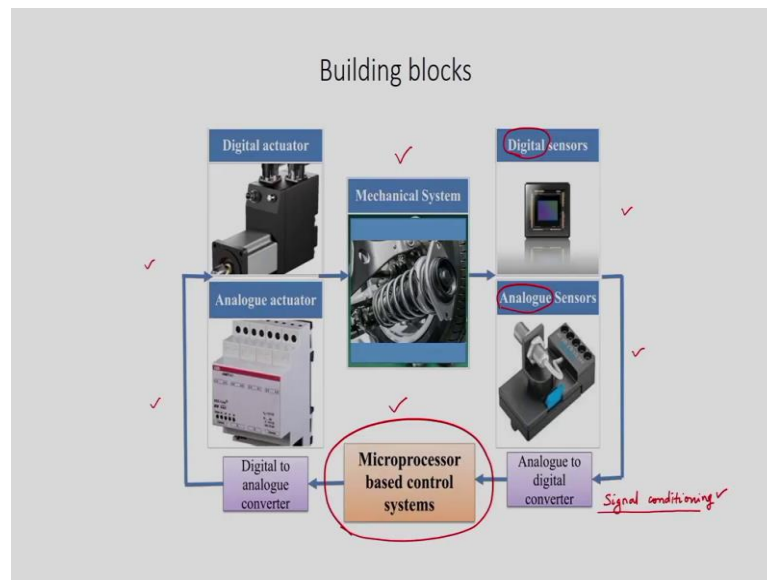 Building blocks
Digital actuator
Mechanical System
Digital sensors
Analogue actuator
Analogue Sensors
Digital to
analogue
converter
Microprocessor
based control
systems
Analogue to
digital
converter
Signal conditioning